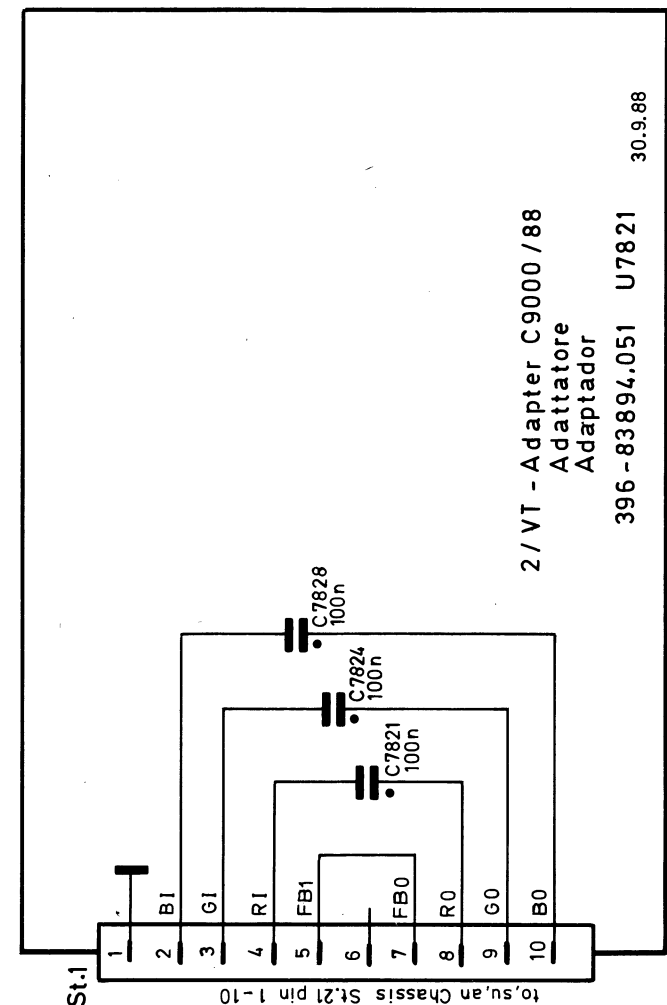 30.9.88
2/VT - Adapter C9000/88
Adattatore
Adaptador
396-83894.051 U7821
C7828
100n
C7824
100n
C7821
100n
St.1
1
2 BI
3 GI
4 RI
5 FB1
6
7 FB0
8 R0
9 G0
10 B0
to,su,an Chassis St.21 pin 1-10